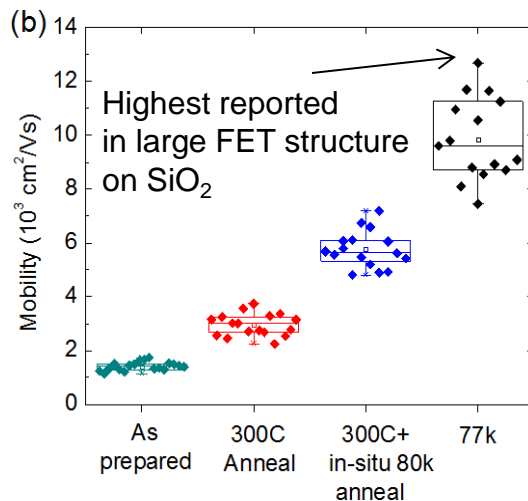 (b)
14
12
10
8
6
4
2
0
Mobility (10³ cm²/Vs)
Highest reported
in large FET structure
on SiO₂
As
prepared
300C
Anneal
300C+
in-situ 80k
anneal
77k